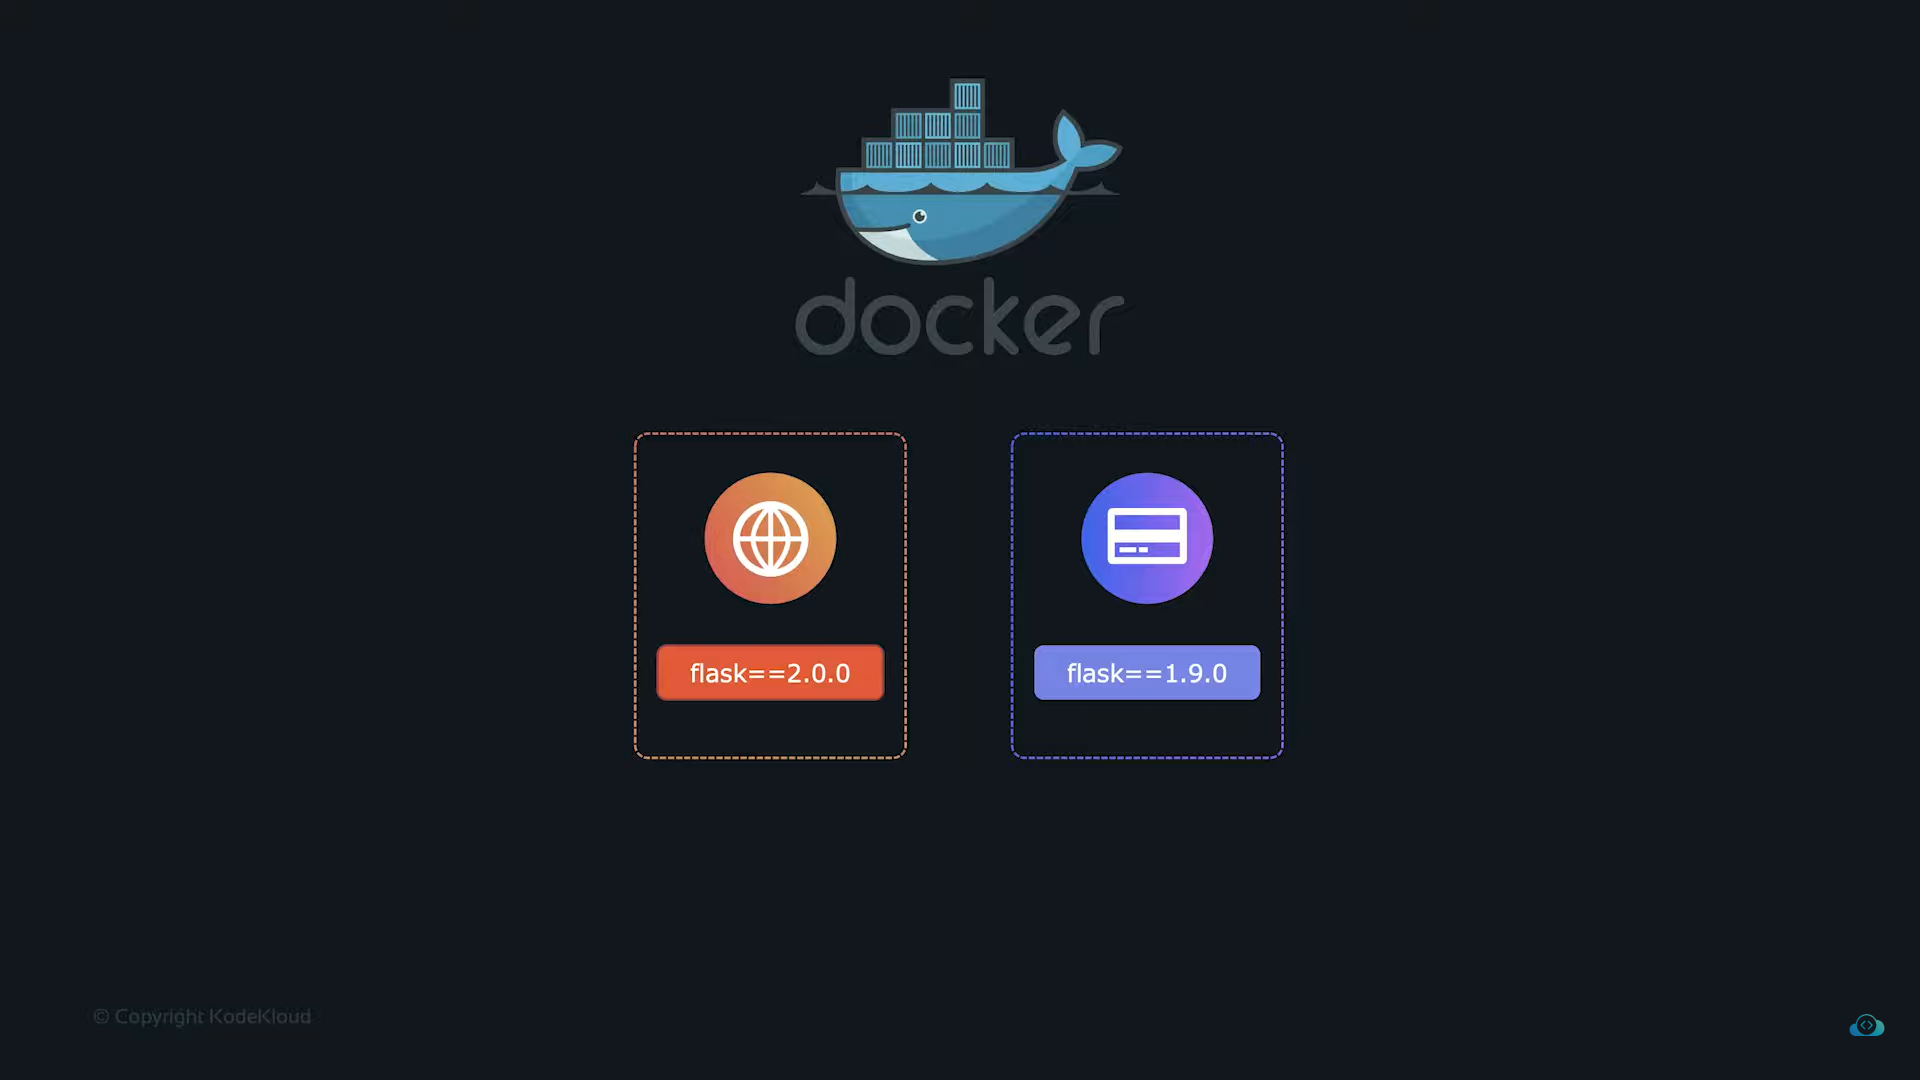 docker
flask==2.0.0
flask==1.9.0
© Copyright KodeKloud